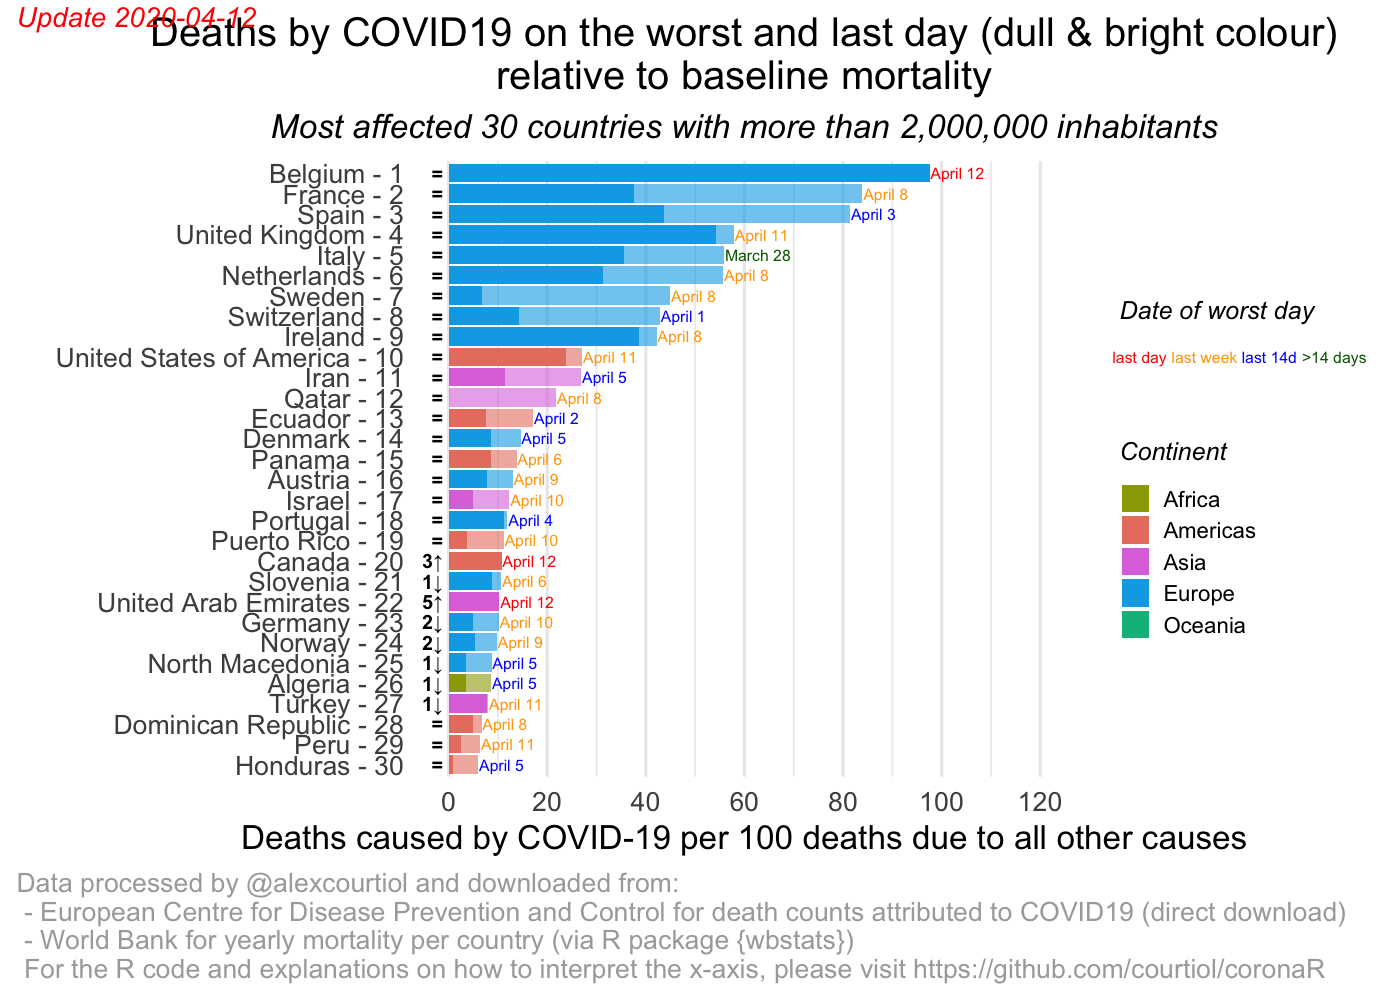 Update 2020-04-12
Deaths by COVID19 on the worst and last day (dull & bright colour)
relative to baseline mortality
Most affected 30 countries with more than 2,000,000 inhabitants
Belgium - 1 = April 12
France - 2 = April 8
Spain - 3 = April 3
United Kingdom - 4 = April 11
Italy - 5 = March 28
Netherlands - 6 = April 8
Sweden - 7 = April 8
Switzerland - 8 = April 1
Ireland - 9 = April 8
United States of America - 10 = April 11
Iran - 11 = April 5
Qatar - 12 = April 8
Ecuador - 13 = April 2
Denmark - 14 = April 5
Panama - 15 = April 6
Austria - 16 = April 9
Israel - 17 = April 10
Portugal - 18 = April 4
Puerto Rico - 19 = April 10
Canada - 20 3↑ April 12
Slovenia - 21 1↓ April 6
United Arab Emirates - 22 5↑ April 12
Germany - 23 2↓ April 10
Norway - 24 2↓ April 9
North Macedonia - 25 1↓ April 5
Algeria - 26 1↓ April 5
Turkey - 27 1↓ April 11
Dominican Republic - 28 = April 8
Peru - 29 = April 11
Honduras - 30 = April 5
0 20 40 60 80 100 120
Deaths caused by COVID-19 per 100 deaths due to all other causes
Date of worst day
last day last week last 14d >14 days
Continent
Africa
Americas
Asia
Europe
Oceania
Data processed by @alexcourtiol and downloaded from:
- European Centre for Disease Prevention and Control for death counts attributed to COVID19 (direct download)
- World Bank for yearly mortality per country (via R package {wbstats})
For the R code and explanations on how to interpret the x-axis, please visit https://github.com/courtiol/coronaR